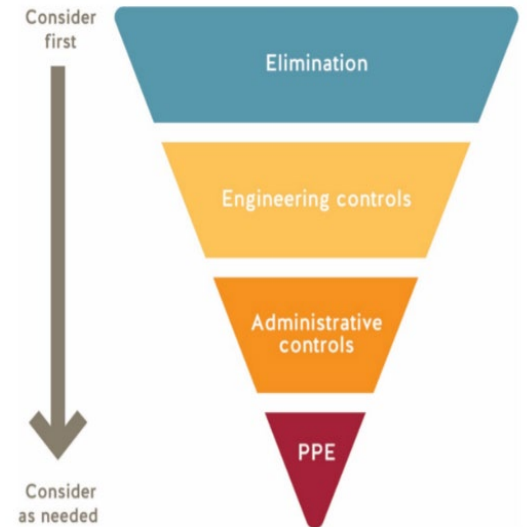 Consider
first
Elimination
Engineering controls
Administrative
controls
PPE
Consider
as needed